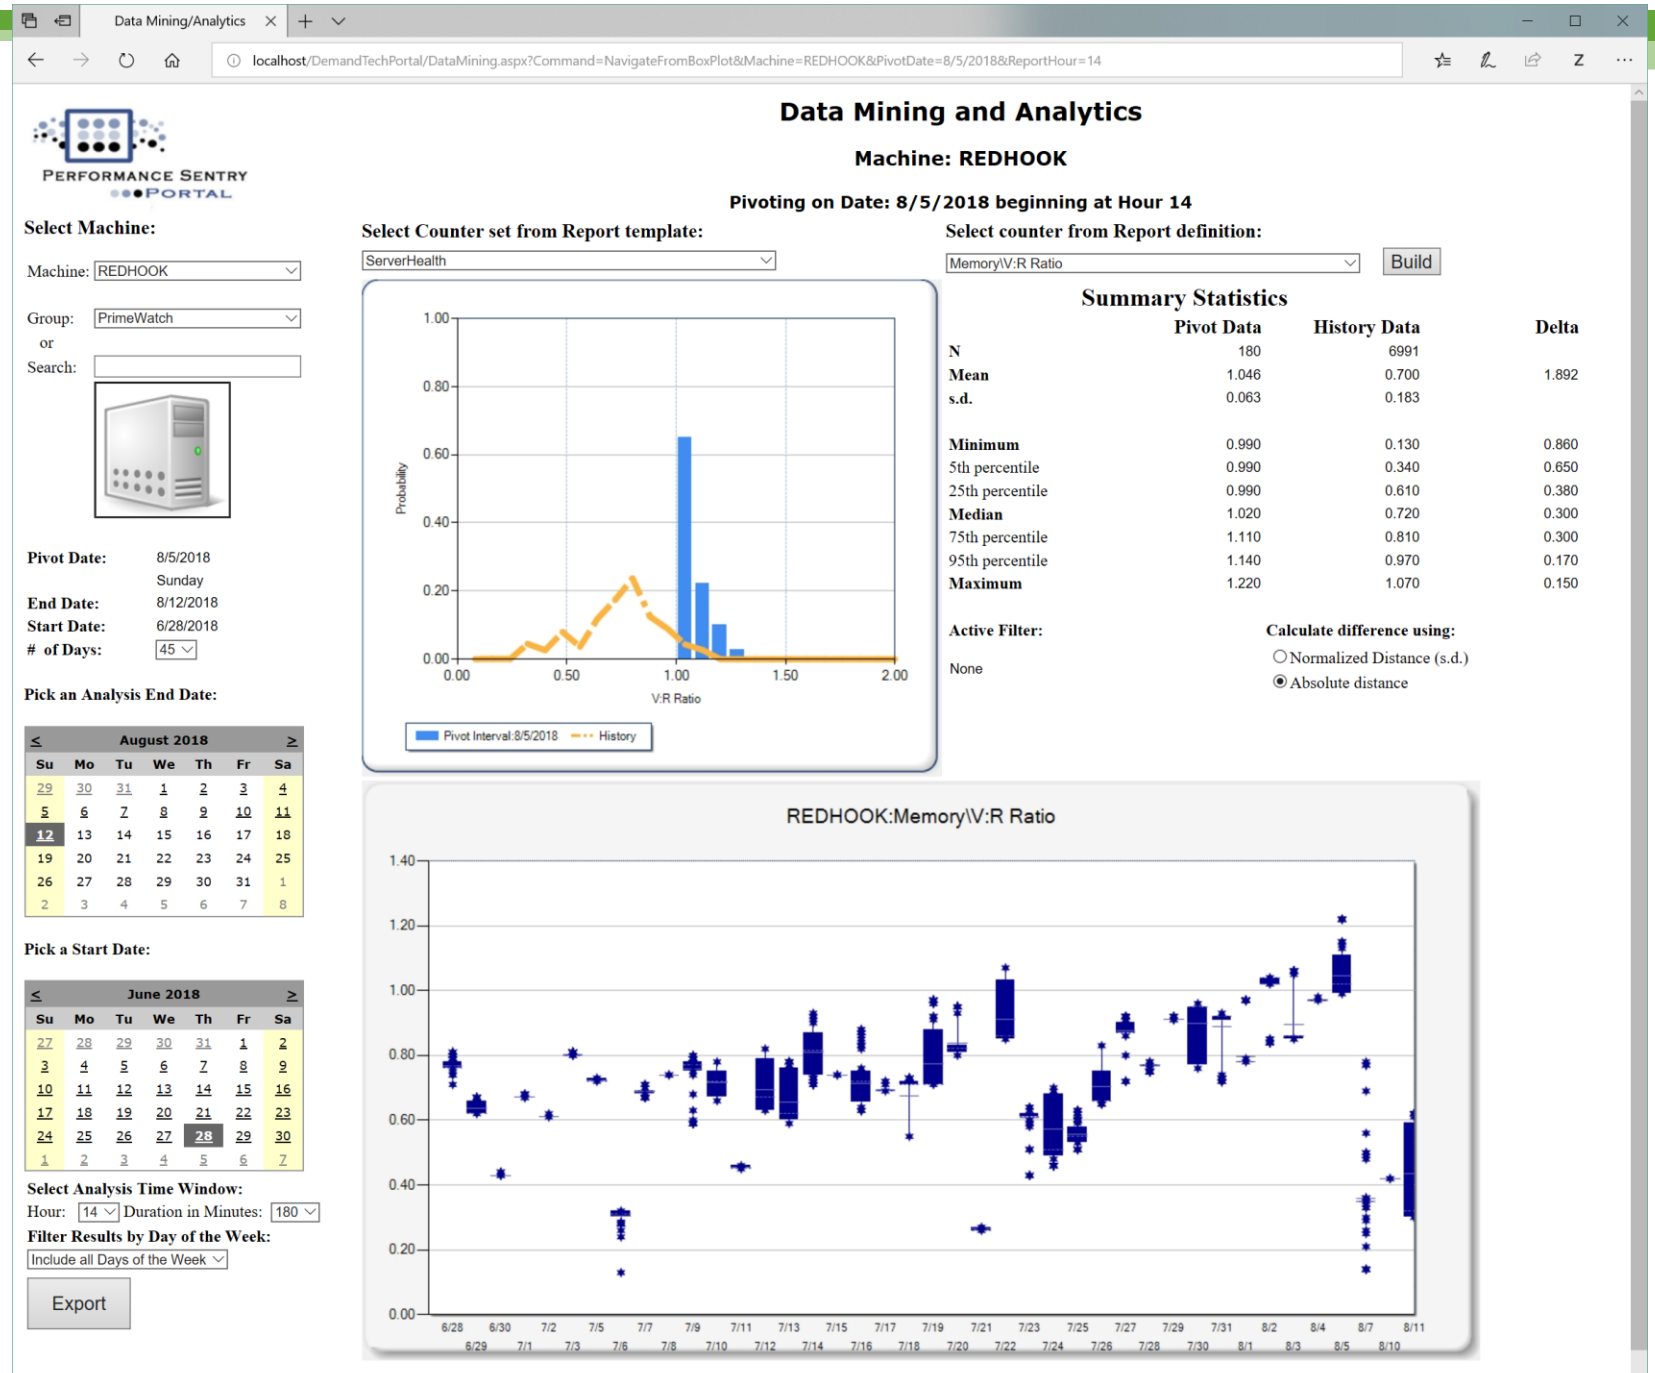 Data Mining/Analytics
localhost/DemandTechPortal/DataMining.aspx?Command=NavigateFromBoxPlot&Machine=REDHOOK&PivotDate=8/5/2018&ReportHour=14
Z
PERFORMANCE SENTRY
PORTAL
Data Mining and Analytics
Machine: REDHOOK
Pivoting on Date: 8/5/2018 beginning at Hour 14
Select Machine:
Machine: REDHOOK
Group: PrimeWatch
or
Search:
Pivot Date: 8/5/2018
Sunday
End Date: 8/12/2018
Start Date: 6/28/2018
# of Days: 45
Pick an Analysis End Date:
< August 2018 >
Su Mo Tu We Th Fr Sa
29 30 31 1 2 3 4
5 6 7 8 9 10 11
12 13 14 15 16 17 18
19 20 21 22 23 24 25
26 27 28 29 30 31 1
2 3 4 5 6 7 8
Pick a Start Date:
< June 2018 >
Su Mo Tu We Th Fr Sa
27 28 29 30 31 1 2
3 4 5 6 7 8 9
10 11 12 13 14 15 16
17 18 19 20 21 22 23
24 25 26 27 28 29 30
1 2 3 4 5 6 7
Select Analysis Time Window:
Hour: 14 Duration in Minutes: 180
Filter Results by Day of the Week:
Include all Days of the Week
Export
Select Counter set from Report template:
ServerHealth
Select counter from Report definition:
Memory\V:R Ratio
Build
1.00
0.80
0.60
0.40
0.20
0.00
Probability
0.00 0.50 1.00 1.50 2.00
V:R Ratio
Pivot Interval:8/5/2018 History
Summary Statistics
Pivot Data History Data Delta
N 180 6991
Mean 1.046 0.700 1.892
s.d. 0.063 0.183
Minimum 0.990 0.130 0.860
5th percentile 0.990 0.340 0.650
25th percentile 0.990 0.610 0.380
Median 1.020 0.720 0.300
75th percentile 1.110 0.810 0.300
95th percentile 1.140 0.970 0.170
Maximum 1.220 1.070 0.150
Active Filter:
None
Calculate difference using:
Normalized Distance (s.d.)
Absolute distance
REDHOOK:Memory\V:R Ratio
1.40
1.20
1.00
0.80
0.60
0.40
0.20
0.00
6/28 6/30 7/2 7/5 7/7 7/9 7/11 7/13 7/15 7/17 7/19 7/21 7/23 7/25 7/27 7/29 7/31 8/2 8/4 8/7 8/11
6/29 7/1 7/3 7/6 7/8 7/10 7/12 7/14 7/16 7/18 7/20 7/22 7/24 7/26 7/28 7/30 8/1 8/3 8/5 8/10